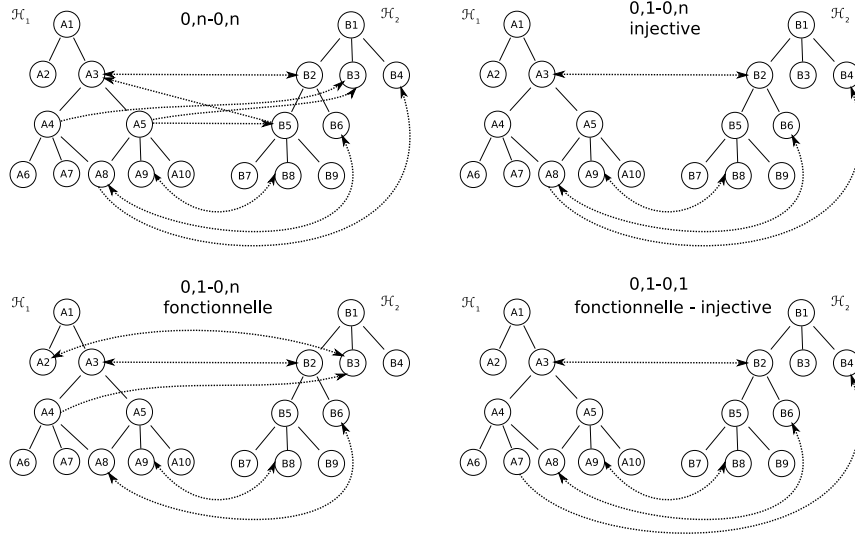 ℋ1 0,n-0,n ℋ2
A1 B1
A2 A3 B2 B3 B4
A4 A5 B5 B6
A6 A7 A8 A9 A10 B7 B8 B9
0,1-0,n ℋ2
ℋ1 injective
A1 B1
A2 A3 B2 B3 B4
A4 A5 B5 B6
A6 A7 A8 A9 A10 B7 B8 B9
ℋ1 0,1-0,n ℋ2
fonctionnelle
A1 B1
A2 A3 B2 B3 B4
A4 A5 B5 B6
A6 A7 A8 A9 A10 B7 B8 B9
ℋ1 0,1-0,1 ℋ2
fonctionnelle - injective
A1 B1
A2 A3 B2 B3 B4
A4 A5 B5 B6
A6 A7 A8 A9 A10 B7 B8 B9